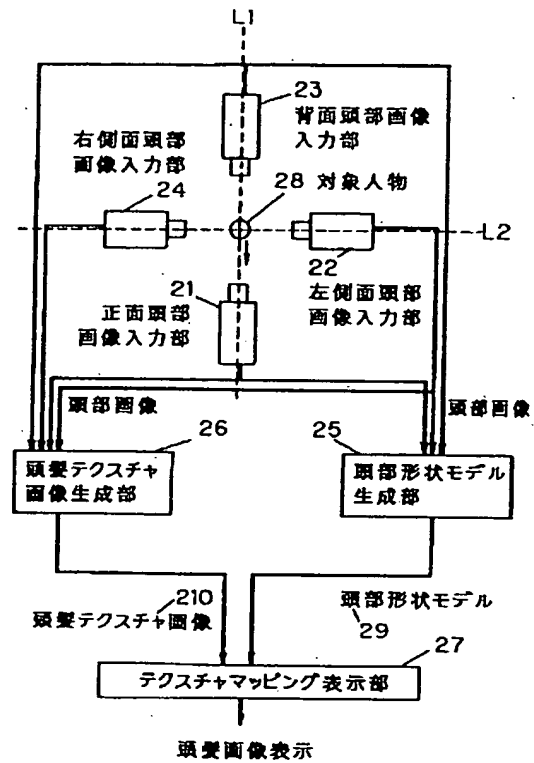 L1
23
背面頭部画像
入力部
右側面頭部
画像入力部
24
28 対象人物
L2
22
左側面頭部
画像入力部
21
正面頭部
画像入力部
頭部画像
頭部画像
26
頭髪テクスチャ
画像生成部
25
頭部形状モデル
生成部
210
頭髪テクスチャ画像
頭部形状モデル
29
27
テクスチャマッピング表示部
頭髪画像表示